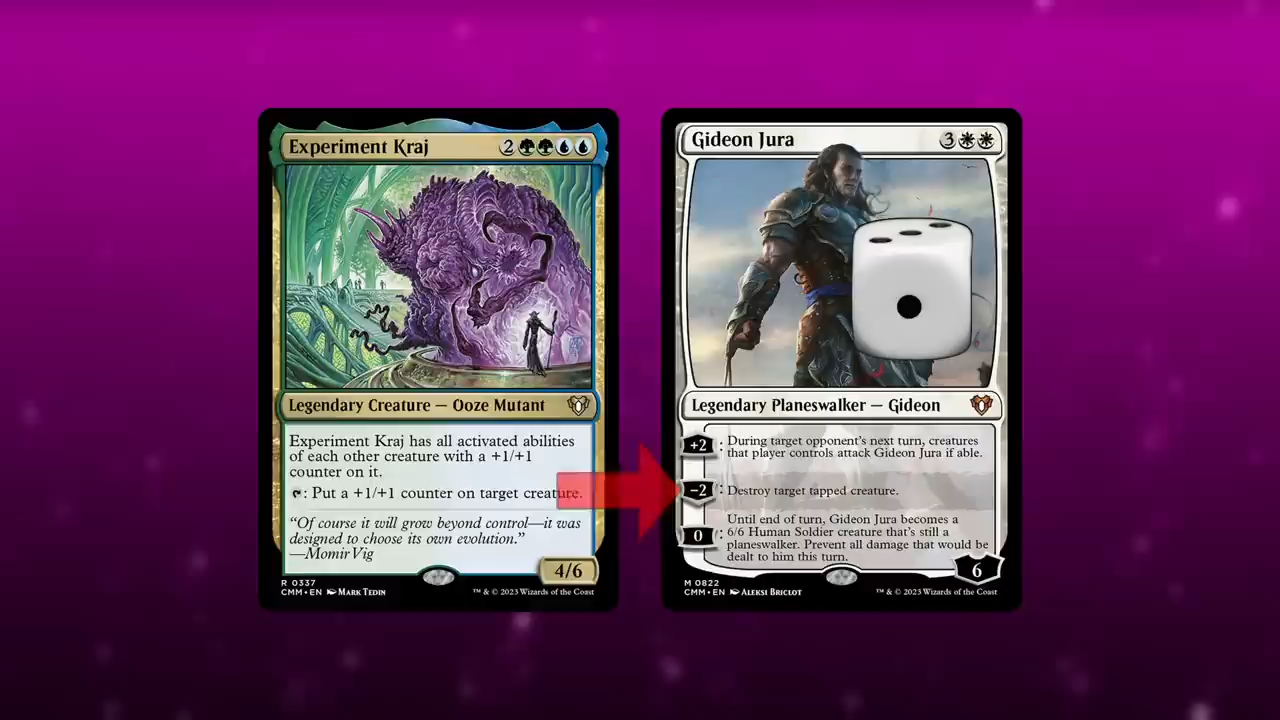 Experiment Kraj
2
Legendary Creature — Ooze Mutant
Experiment Kraj has all activated abilities
of each other creature with a +1/+1
counter on it.
: Put a +1/+1 counter on target creature.
“Of course it will grow beyond control—it was
designed to choose its own evolution.”
—Momir Vig
4/6
R 0337
CMM • EN Mark Tedin
™ & © 2023 Wizards of the Coast
Gideon Jura
3
Legendary Planeswalker — Gideon
+2 : During target opponent’s next turn, creatures
that player controls attack Gideon Jura if able.
−2 : Destroy target tapped creature.
0 : Until end of turn, Gideon Jura becomes a
6/6 Human Soldier creature that’s still a
planeswalker. Prevent all damage that would be
dealt to him this turn.
6
M 0822
CMM • EN Aleksi Briclot
™ & © 2023 Wizards of the Coast